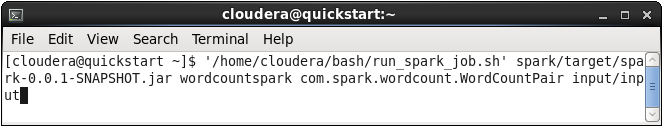 cloudera@quickstart:~
File Edit View Search Terminal Help
[cloudera@quickstart ~]$ '/home/cloudera/bash/run_spark_job.sh' spark/target/spa
rk-0.0.1-SNAPSHOT.jar wordcountspark com.spark.wordcount.WordCountPair input/inp
ut